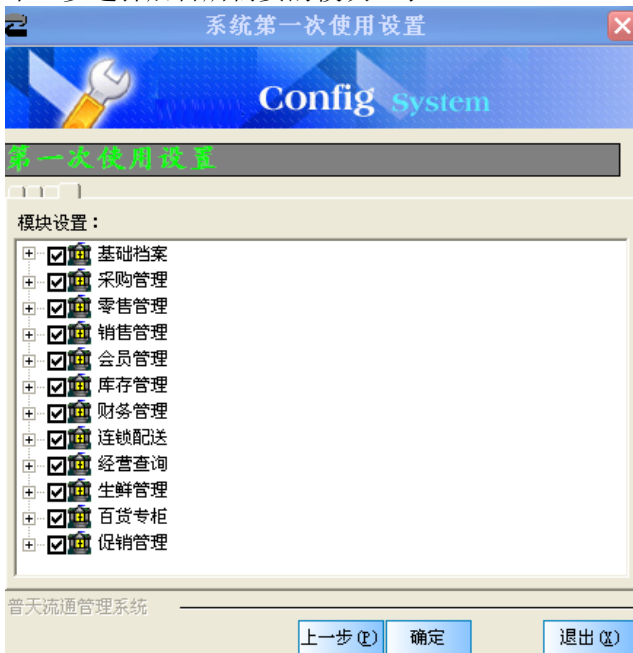 系统第一次使用设置
Config System
第一次使用设置
模块设置：
基础档案
采购管理
零售管理
销售管理
会员管理
库存管理
财务管理
连锁配送
经营查询
生鲜管理
百货专柜
促销管理
普天流通管理系统
上一步(P) 确定 退出(X)